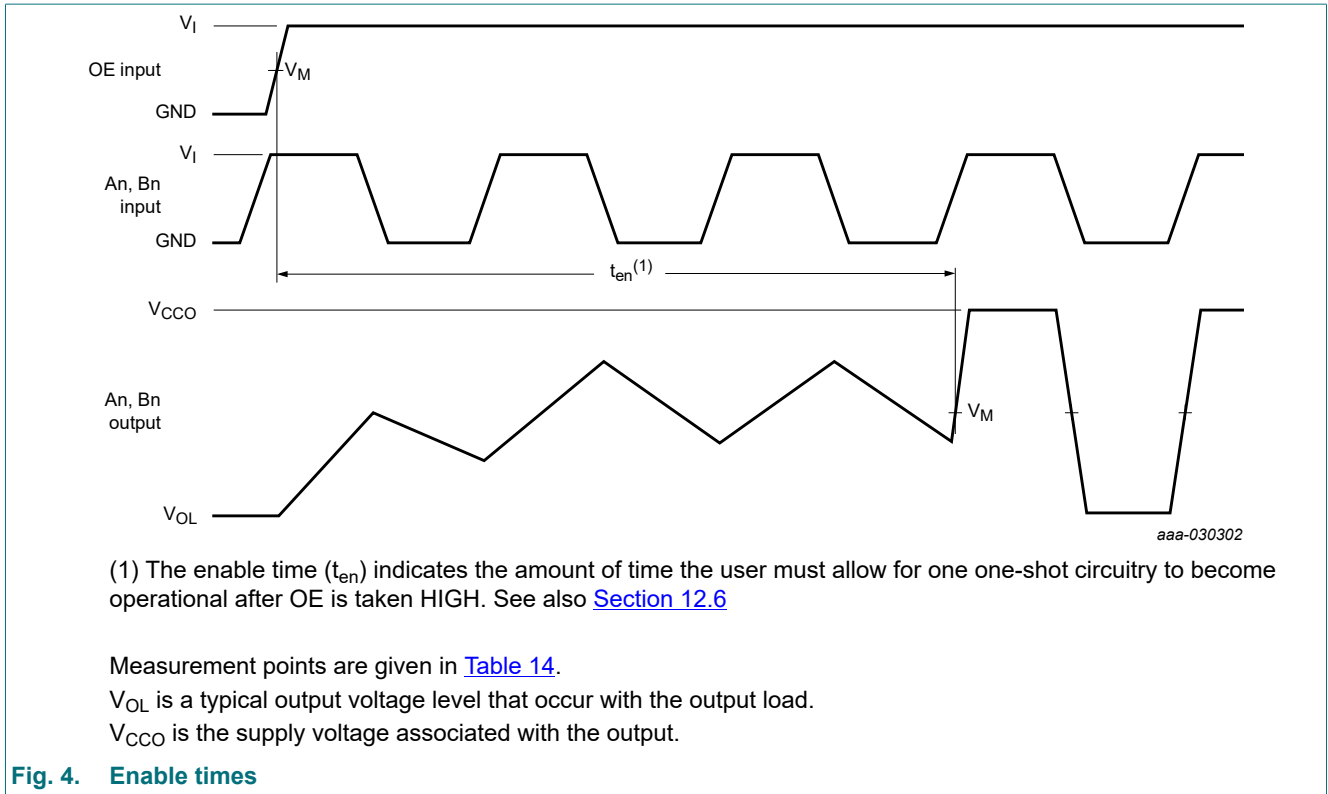 VI
OE input
VM
GND
VI
An, Bn
input
GND
ten(1)
VCCO
An, Bn
output
VM
VOL
aaa-030302
(1) The enable time (ten) indicates the amount of time the user must allow for one one-shot circuitry to become
operational after OE is taken HIGH. See also Section 12.6
Measurement points are given in Table 14.
VOL is a typical output voltage level that occur with the output load.
VCCO is the supply voltage associated with the output.
Fig. 4. Enable times